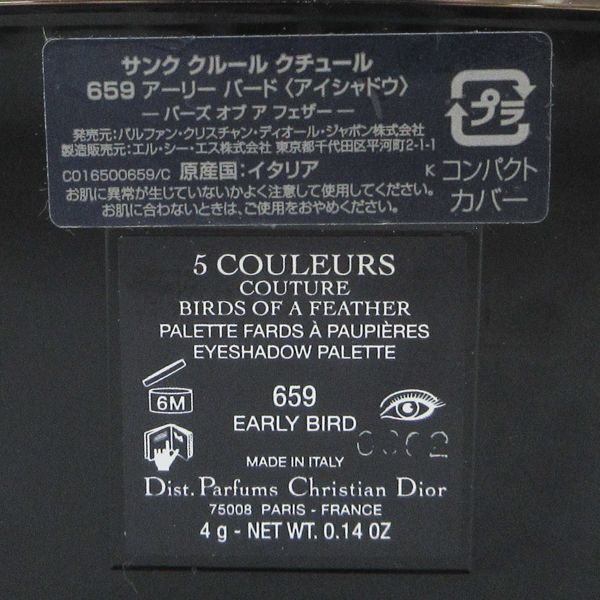 サンク クルール クチュール
659 アーリー バード〈アイシャドウ〉
― バーズ オブ ア フェザー ―
発売元：パルファン・クリスチャン・ディオール・ジャポン株式会社
製造販売元：エル・シー・エス株式会社 東京都千代田区平河町2-1-1
C016500659/C 原産国：イタリア
お肌に異常が生じていないかよく注意して使用してください。
お肌に合わないときは、ご使用をおやめください。
プラ
K コンパクト
カバー
5 COULEURS
COUTURE
BIRDS OF A FEATHER
PALETTE FARDS À PAUPIÈRES
EYESHADOW PALETTE
6M
659
EARLY BIRD
MADE IN ITALY
Dist. Parfums Christian Dior
75008 PARIS - FRANCE
4 g - NET WT. 0.14 OZ